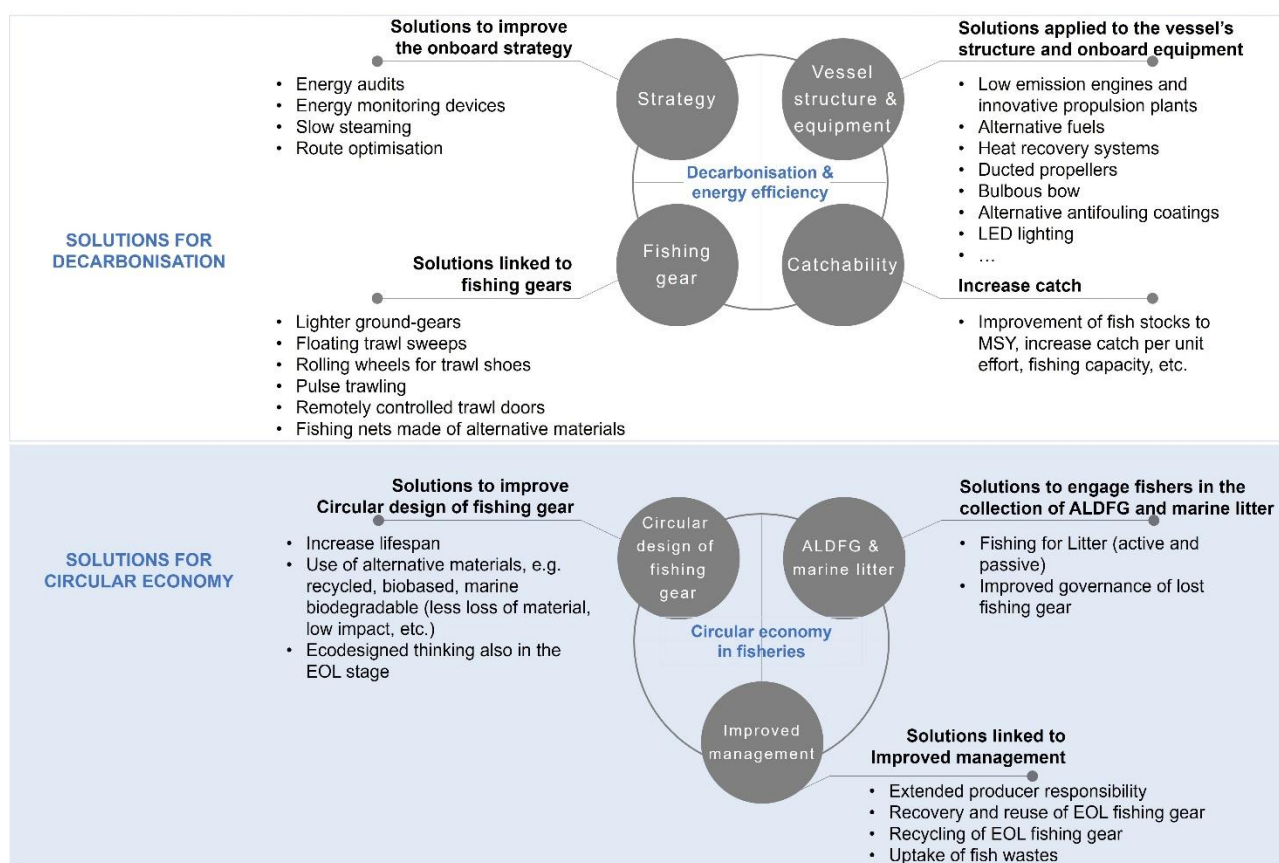 Solutions to improve
the onboard strategy
• Energy audits
• Energy monitoring devices
• Slow steaming
• Route optimisation
Strategy
Vessel
structure &
equipment
Solutions applied to the vessel's
structure and onboard equipment
• Low emission engines and
innovative propulsion plants
• Alternative fuels
• Heat recovery systems
• Ducted propellers
• Bulbous bow
• Alternative antifouling coatings
• LED lighting
• ...
Decarbonisation &
energy efficiency
SOLUTIONS FOR
DECARBONISATION
Solutions linked to
fishing gears
• Lighter ground-gears
• Floating trawl sweeps
• Rolling wheels for trawl shoes
• Pulse trawling
• Remotely controlled trawl doors
• Fishing nets made of alternative materials
Fishing
gear
Catchability
Increase catch
• Improvement of fish stocks to
MSY, increase catch per unit
effort, fishing capacity, etc.
Solutions to improve
Circular design of fishing gear
• Increase lifespan
• Use of alternative materials, e.g.
recycled, biobased, marine
biodegradable (less loss of material,
low impact, etc.)
• Ecodesigned thinking also in the
EOL stage
SOLUTIONS FOR
CIRCULAR ECONOMY
Circular
design of
fishing
gear
ALDFG &
marine litter
Solutions to engage fishers in the
collection of ALDFG and marine litter
• Fishing for Litter (active and
passive)
• Improved governance of lost
fishing gear
Circular economy
in fisheries
Improved
management
Solutions linked to
Improved management
• Extended producer responsibility
• Recovery and reuse of EOL fishing gear
• Recycling of EOL fishing gear
• Uptake of fish wastes